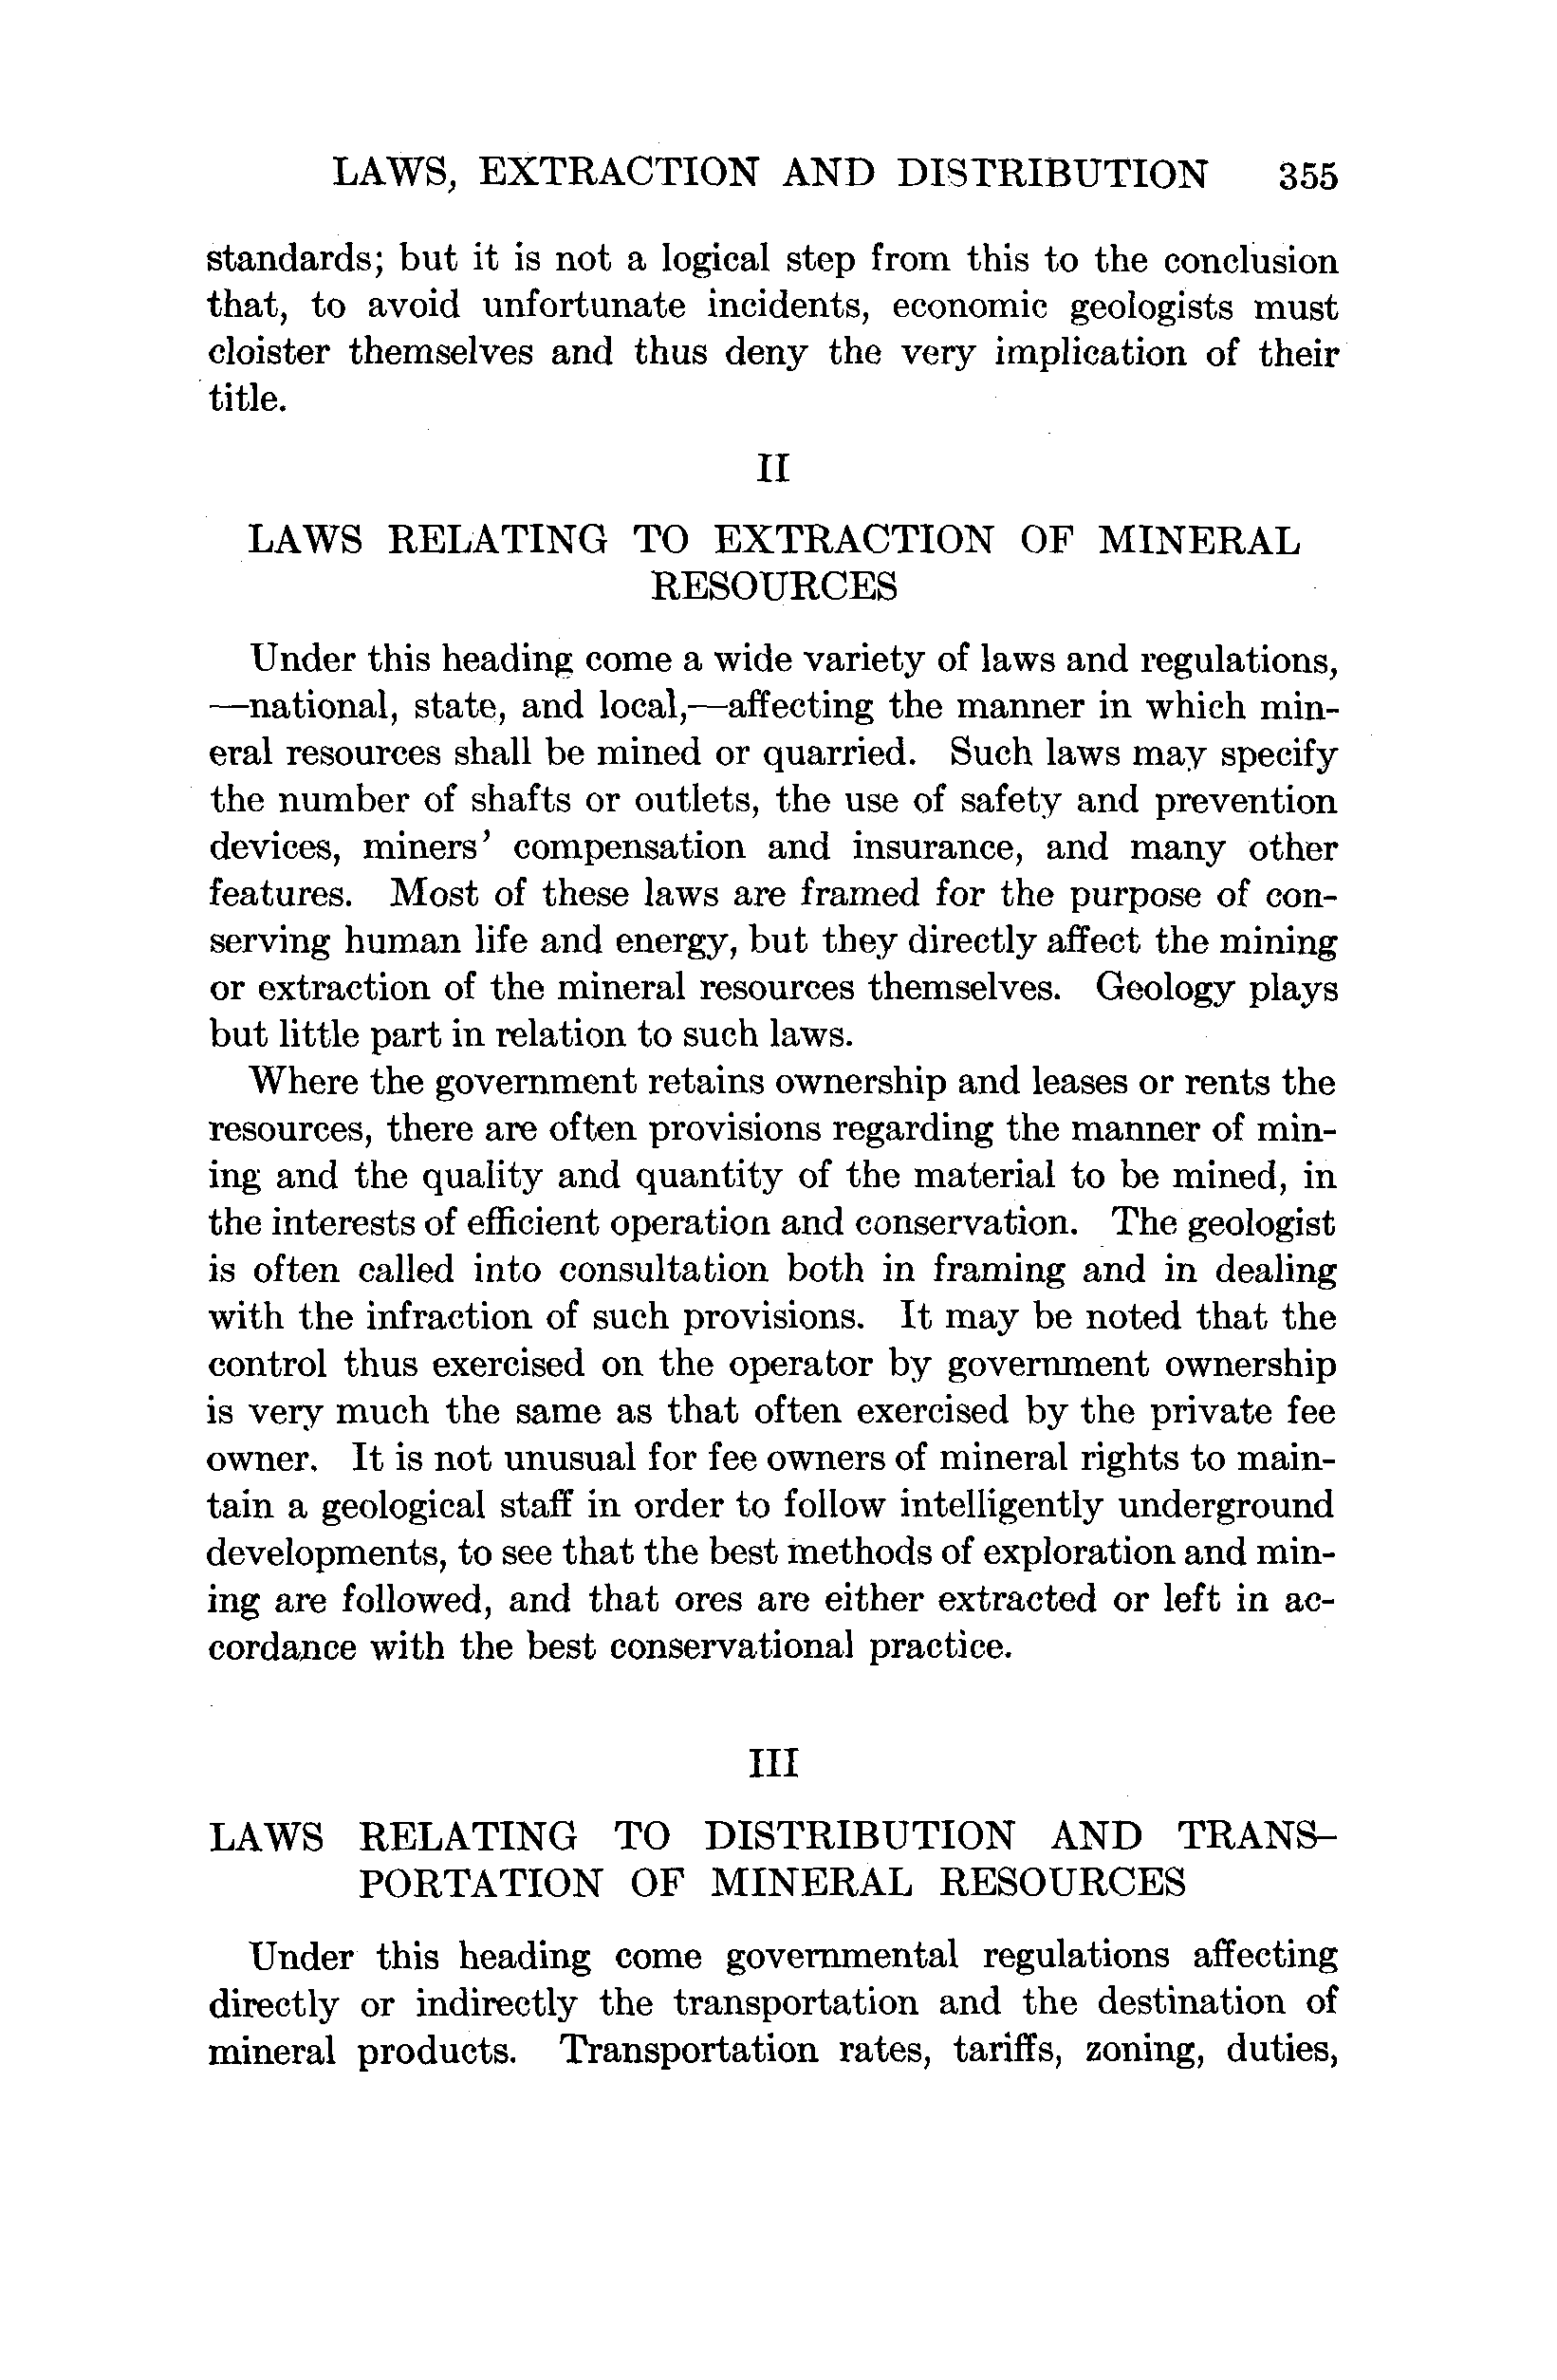 LAWS, EXTRACTION AND DISTRIBUTION 355
standards; but it is not a logical step from this to the conclusion
that, to avoid unfortunate incidents, economic geologists must
cloister themselves and thus deny the very implication of their
title.
II
LAWS RELATING TO EXTRACTION OF MINERAL
RESOURCES
Under this heading come a wide variety of laws and regulations,
—national, state, and local,—affecting the manner in which min-
eral resources shall be mined or quarried. Such laws may specify
the number of shafts or outlets, the use of safety and prevention
devices, miners' compensation and insurance, and many other
features. Most of these laws are framed for the purpose of con-
serving human life and energy, but they directly affect the mining
or extraction of the mineral resources themselves. Geology plays
but little part in relation to such laws.
Where the government retains ownership and leases or rents the
resources, there are often provisions regarding the manner of min-
ing and the quality and quantity of the material to be mined, in
the interests of efficient operation and conservation. The geologist
is often called into consultation both in framing and in dealing
with the infraction of such provisions. It may be noted that the
control thus exercised on the operator by government ownership
is very much the same as that often exercised by the private fee
owner. It is not unusual for fee owners of mineral rights to main-
tain a geological staff in order to follow intelligently underground
developments, to see that the best methods of exploration and min-
ing are followed, and that ores are either extracted or left in ac-
cordance with the best conservational practice.
III
LAWS RELATING TO DISTRIBUTION AND TRANS-
PORTATION OF MINERAL RESOURCES
Under this heading come governmental regulations affecting
directly or indirectly the transportation and the destination of
mineral products. Transportation rates, tariffs, zoning, duties,